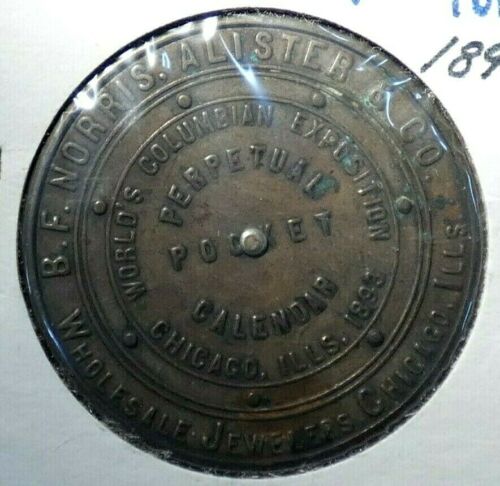 B. F. NORRIS, ALISTER & CO.
WHOLESALE JEWELERS CHICAGO, ILLS.
WORLD'S COLUMBIAN EXPOSITION
CHICAGO, ILLS. 1893
PERPETUAL
POCKET
CALENDAR
189